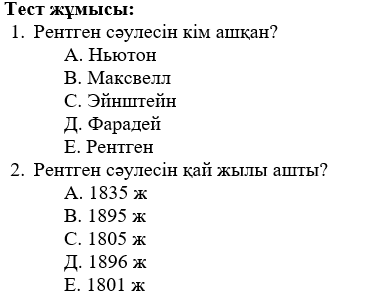 Тест жұмысы:
1. Рентген сәулесін кім ашқан?
А. Ньютон
В. Максвелл
С. Эйнштейн
Д. Фарадей
Е. Рентген
2. Рентген сәулесін қай жылы ашты?
А. 1835 ж
В. 1895 ж
С. 1805 ж
Д. 1896 ж
Е. 1801 ж